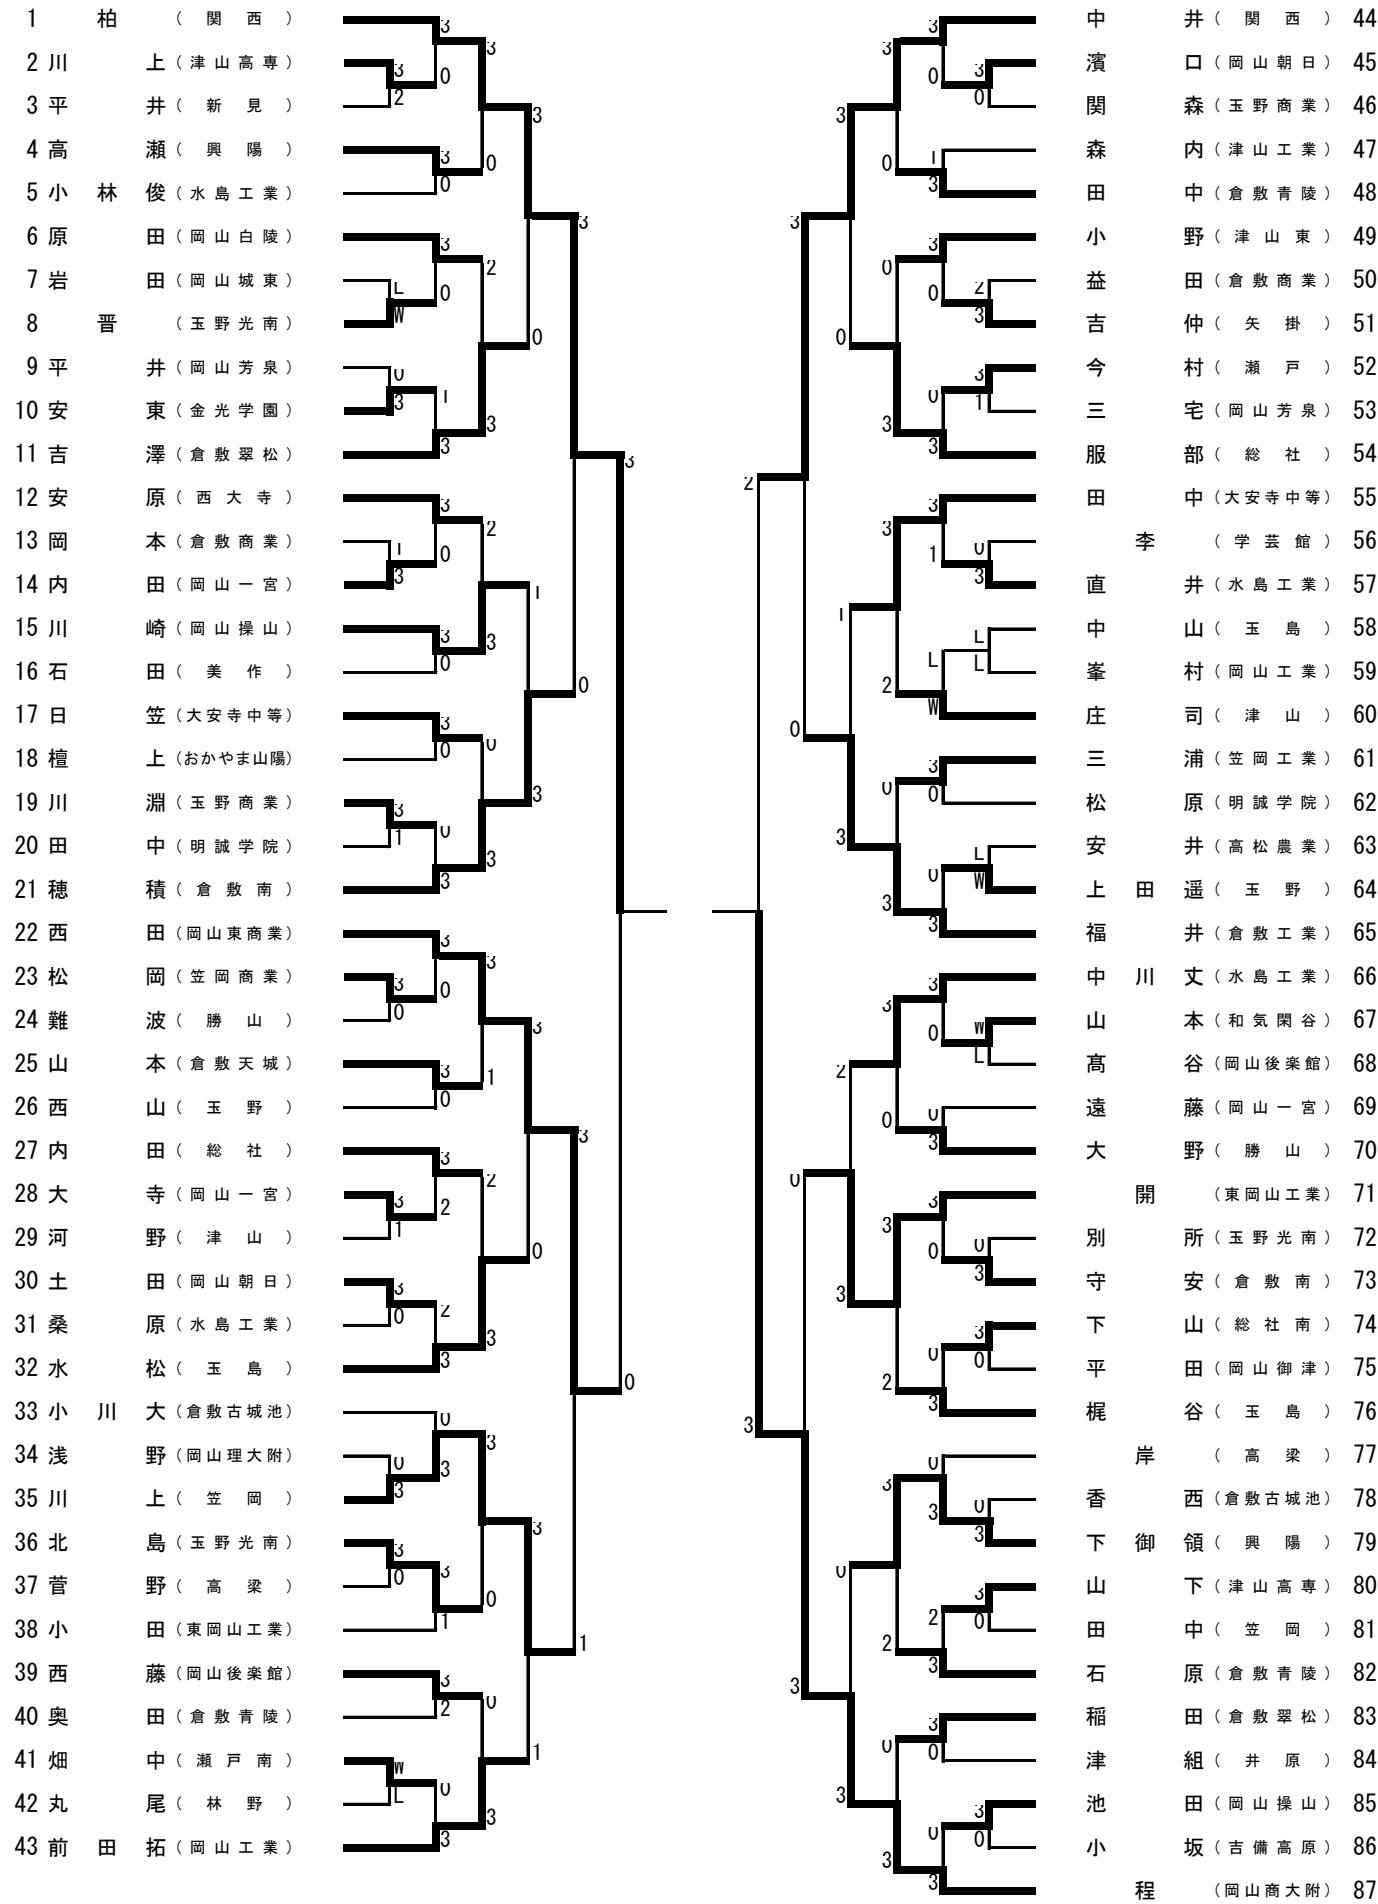 1 柏 （ 関 西 ）
2 川 上（津山高専）
3 平 井（ 新 見 ）
4 高 瀬（ 興 陽 ）
5 小 林 俊（水島工業）
6 原 田（岡山白陵）
7 岩 田（岡山城東）
8 晋 （玉野光南）
9 平 井（岡山芳泉）
10 安 東（金光学園）
11 吉 澤（倉敷翠松）
12 安 原（西 大 寺）
13 岡 本（倉敷商業）
14 内 田（岡山一宮）
15 川 崎（岡山操山）
16 石 田（ 美 作 ）
17 日 笠（大安寺中等）
18 檀 上（おかやま山陽）
19 川 淵（玉野商業）
20 田 中（明誠学院）
21 穂 積（倉 敷 南）
22 西 田（岡山東商業）
23 松 岡（笠岡商業）
24 難 波（ 勝 山 ）
25 山 本（倉敷天城）
26 西 山（ 玉 野 ）
27 内 田（ 総 社 ）
28 大 寺（岡山一宮）
29 河 野（ 津 山 ）
30 土 田（岡山朝日）
31 桑 原（水島工業）
32 水 松（ 玉 島 ）
33 小 川 大（倉敷古城池）
34 浅 野（岡山理大附）
35 川 上（ 笠 岡 ）
36 北 島（玉野光南）
37 菅 野（ 高 梁 ）
38 小 田（東岡山工業）
39 西 藤（岡山後楽館）
40 奥 田（倉敷青陵）
41 畑 中（瀬 戸 南）
42 丸 尾（ 林 野 ）
43 前 田 拓（岡山工業）
中 井（ 関 西 ） 44
濱 口（岡山朝日） 45
関 森（玉野商業） 46
森 内（津山工業） 47
田 中（倉敷青陵） 48
小 野（津 山 東） 49
益 田（倉敷商業） 50
吉 仲（ 矢 掛 ） 51
今 村（ 瀬 戸 ） 52
三 宅（岡山芳泉） 53
服 部（ 総 社 ） 54
田 中（大安寺中等） 55
李 （学 芸 館） 56
直 井（水島工業） 57
中 山（ 玉 島 ） 58
峯 村（岡山工業） 59
庄 司（ 津 山 ） 60
三 浦（笠岡工業） 61
松 原（明誠学院） 62
安 井（高松農業） 63
上 田 遥（ 玉 野 ） 64
福 井（倉敷工業） 65
中 川 丈（水島工業） 66
山 本（和気閑谷） 67
髙 谷（岡山後楽館） 68
遠 藤（岡山一宮） 69
大 野（ 勝 山 ） 70
開 （東岡山工業） 71
別 所（玉野光南） 72
守 安（倉 敷 南） 73
下 山（総 社 南） 74
平 田（岡山御津） 75
梶 谷（ 玉 島 ） 76
岸 （ 高 梁 ） 77
香 西（倉敷古城池） 78
下 御 領（ 興 陽 ） 79
山 下（津山高専） 80
田 中（ 笠 岡 ） 81
石 原（倉敷青陵） 82
稲 田（倉敷翠松） 83
津 組（ 井 原 ） 84
池 田（岡山操山） 85
小 坂（吉備高原） 86
程 （岡山商大附） 87